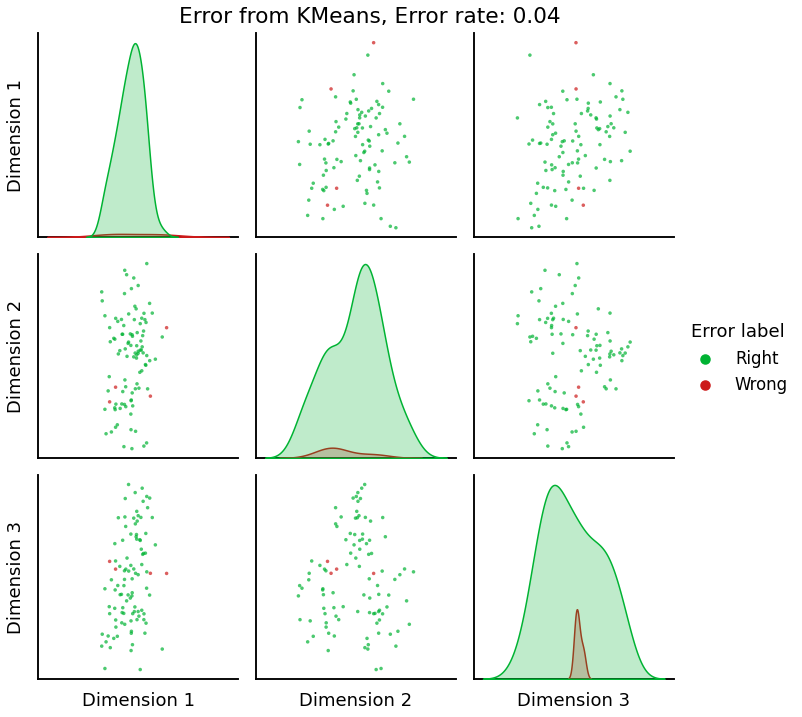 Error from KMeans, Error rate: 0.04
Dimension 1
Dimension 2
Dimension 3
Error label
Right
Wrong
Dimension 1
Dimension 2
Dimension 3